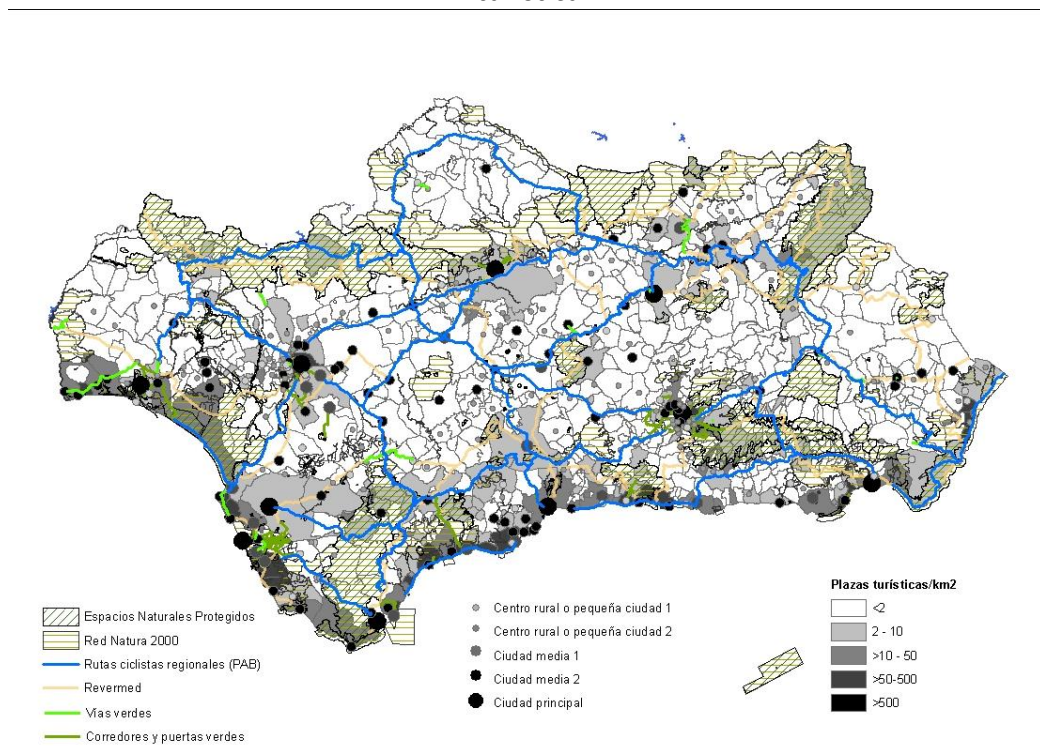 Espacios Naturales Protegidos
Red Natura 2000
Rutas ciclistas regionales (PAB)
Revermed
Vías verdes
Corredores y puertas verdes
Centro rural o pequeña ciudad 1
Centro rural o pequeña ciudad 2
Ciudad media 1
Ciudad media 2
Ciudad principal
Plazas turísticas/km2
<2
2 - 10
>10 - 50
>50-500
>500